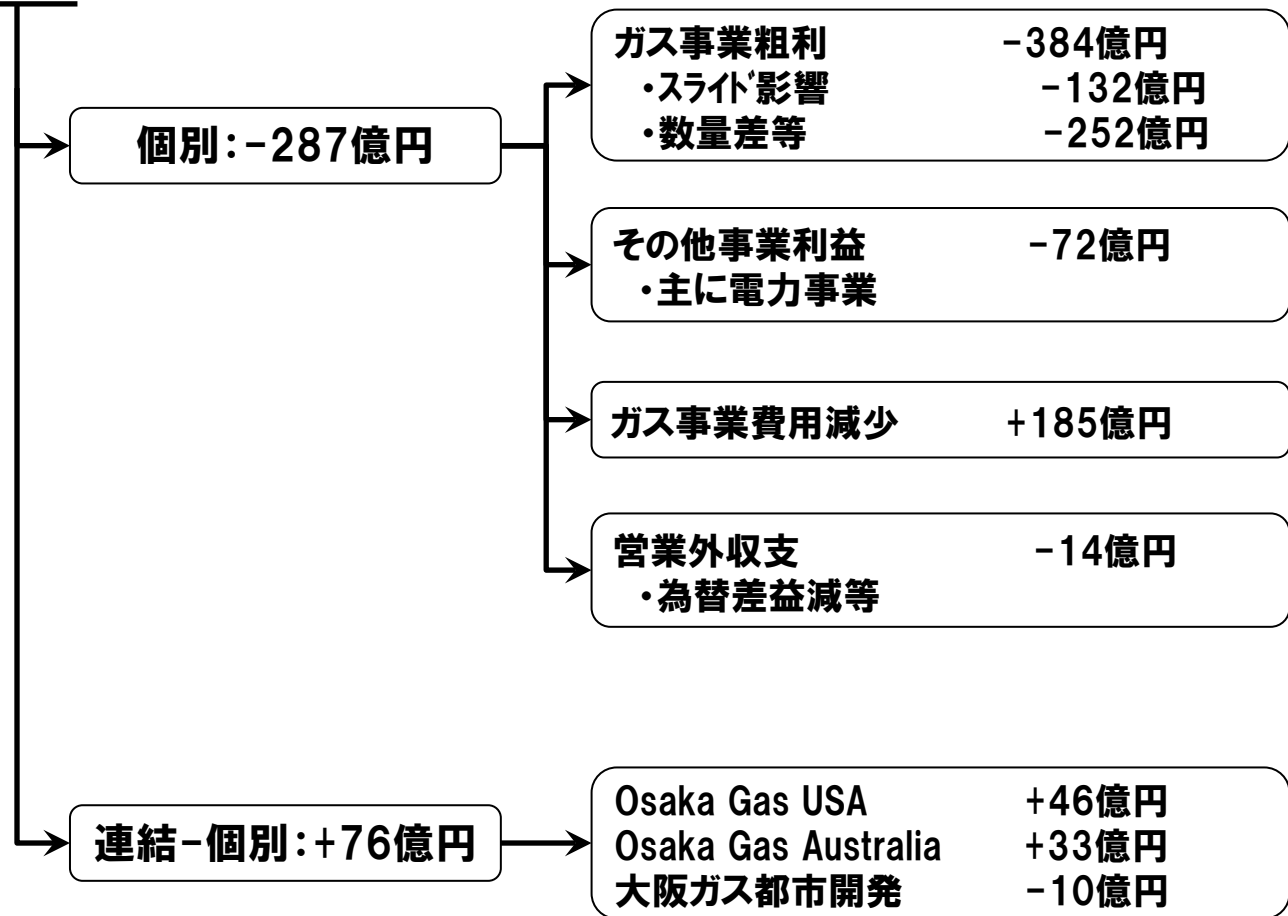 個別:-287億円
ガス事業粗利 -384億円
・スライド影響 -132億円
・数量差等 -252億円
その他事業利益 -72億円
・主に電力事業
ガス事業費用減少 +185億円
営業外収支 -14億円
・為替差益減等
連結-個別:+76億円
Osaka Gas USA +46億円
Osaka Gas Australia +33億円
大阪ガス都市開発 -10億円